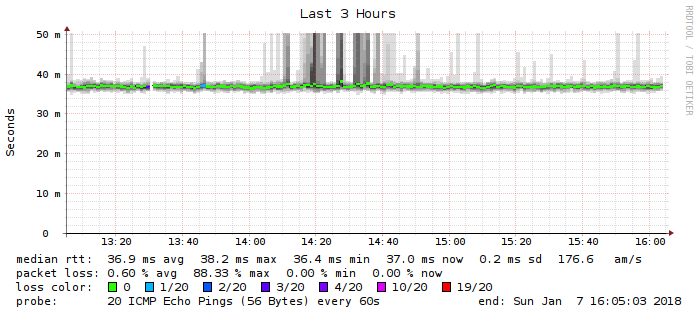 Last 3 Hours
RRDTOOL / TOBI OETIKER
Seconds
50 m
40 m
30 m
20 m
10 m
0
13:20 13:40 14:00 14:20 14:40 15:00 15:20 15:40 16:00
median rtt: 36.9 ms avg 38.2 ms max 36.4 ms min 37.0 ms now 0.2 ms sd 176.6 am/s
packet loss: 0.60 % avg 88.33 % max 0.00 % min 0.00 % now
loss color: 0 1/20 2/20 3/20 4/20 10/20 19/20
probe: 20 ICMP Echo Pings (56 Bytes) every 60s end: Sun Jan 7 16:05:03 2018